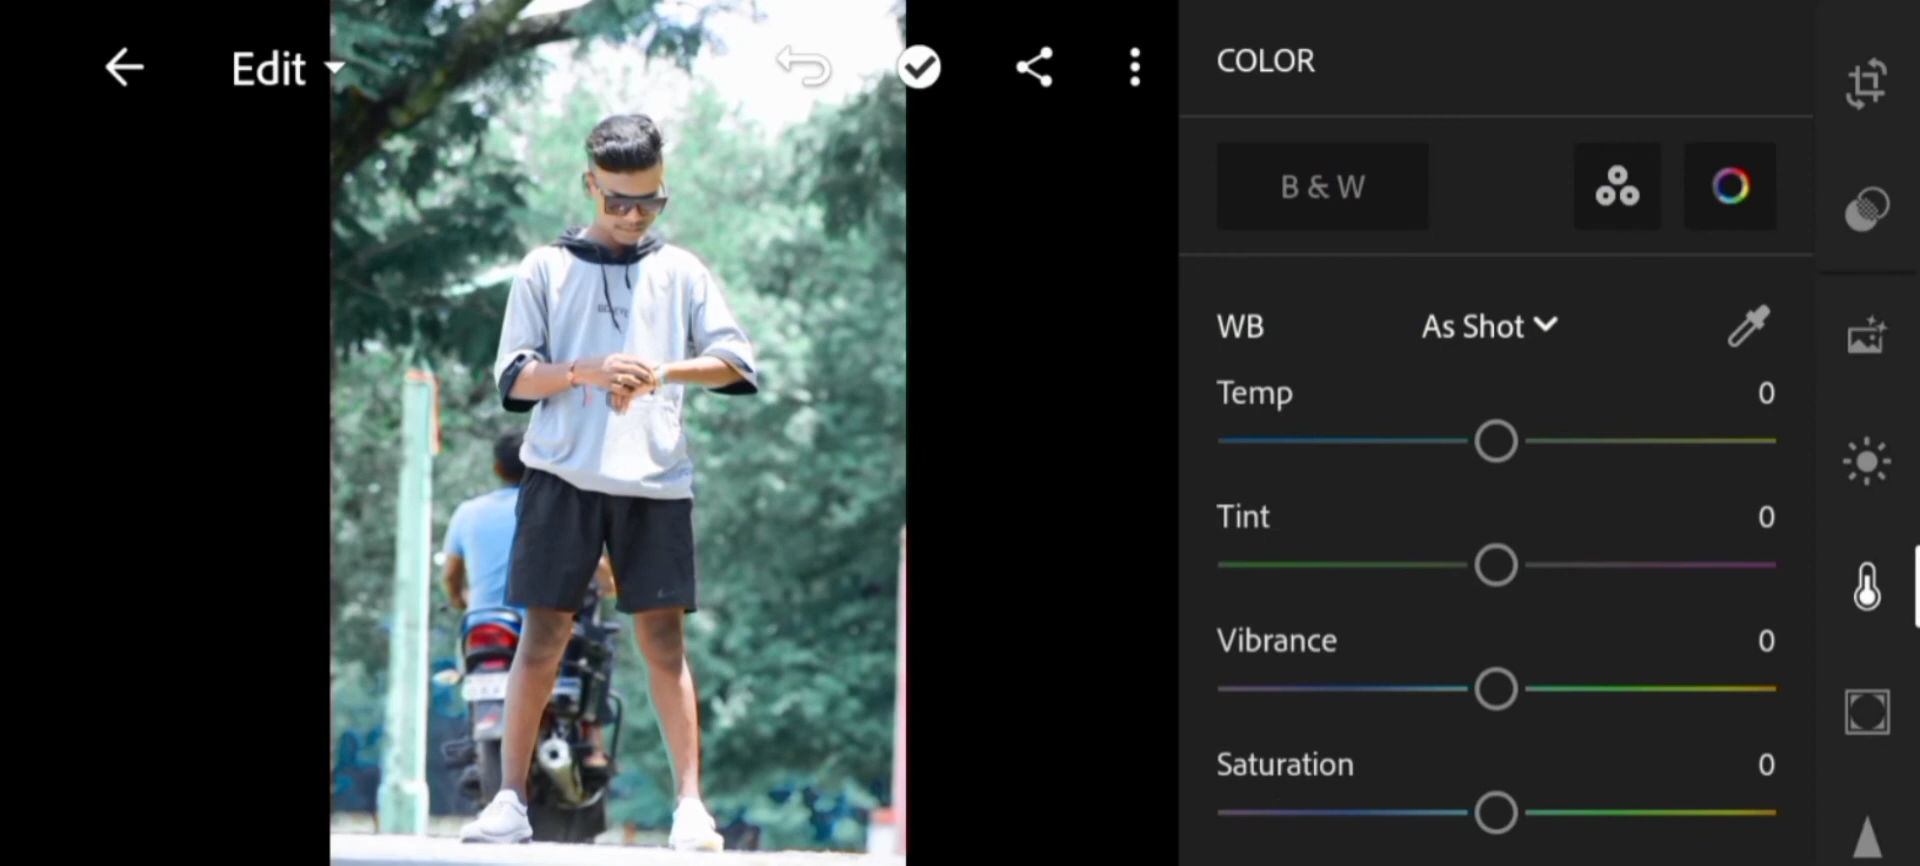 Edit
COLOR
B & W
WB As Shot
Temp 0
Tint 0
Vibrance 0
Saturation 0